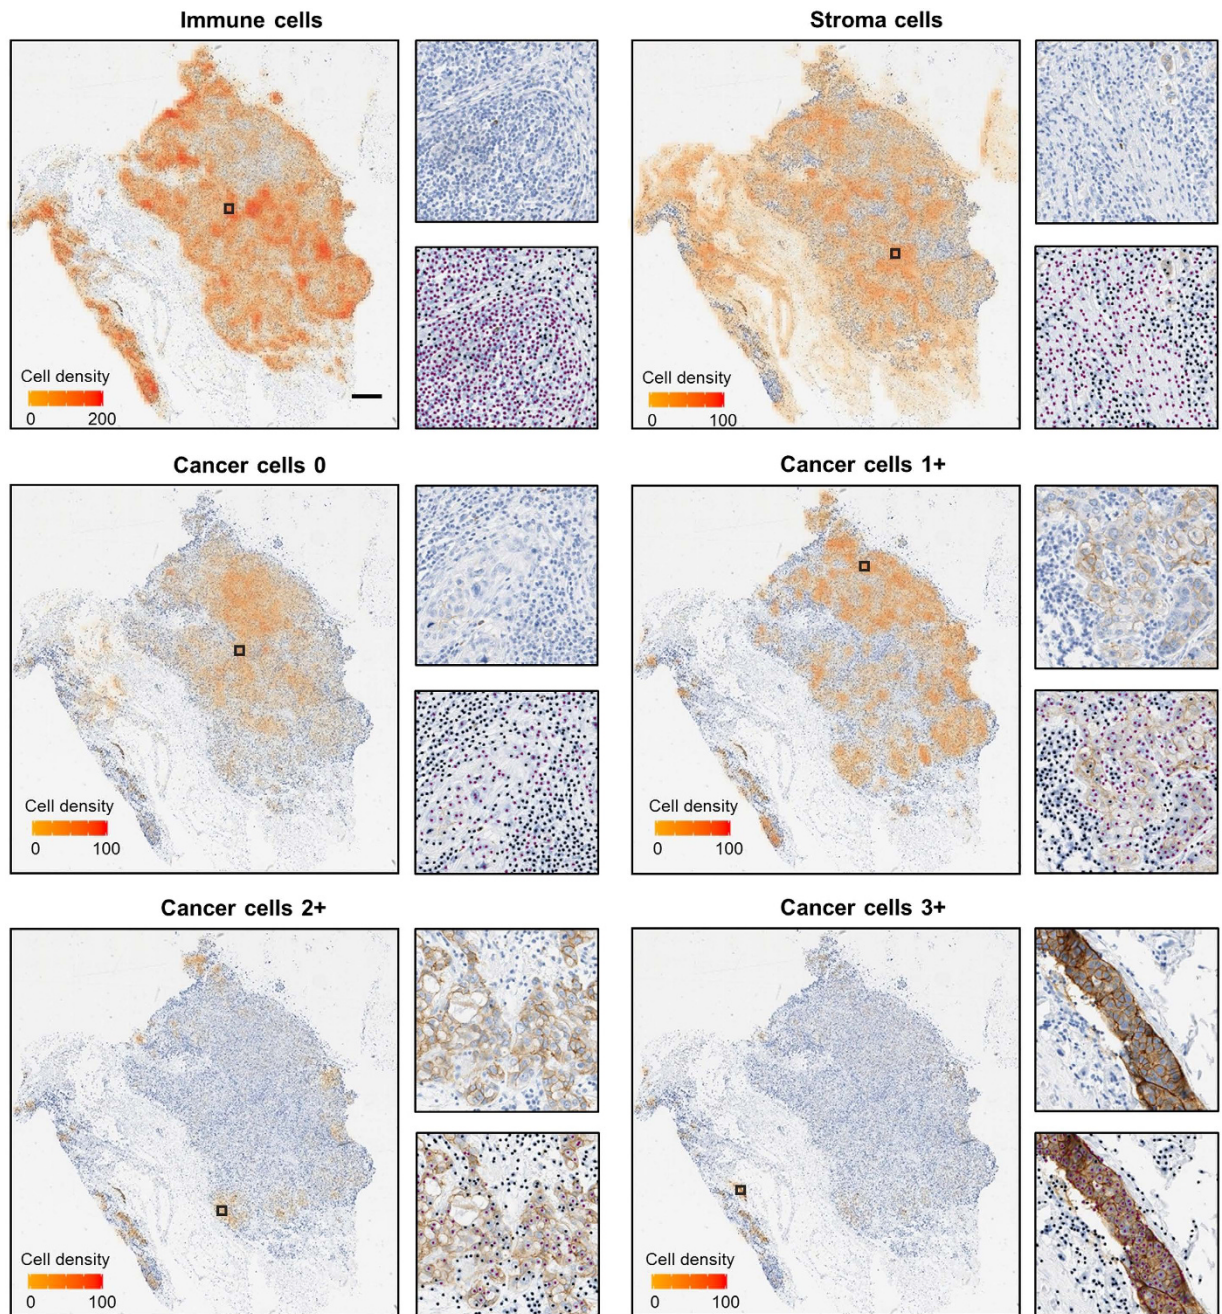 Immune cells
Stroma cells
Cell density
0 200
Cell density
0 100
Cancer cells 0
Cancer cells 1+
Cell density
0 100
Cell density
0 100
Cancer cells 2+
Cancer cells 3+
Cell density
0 100
Cell density
0 100